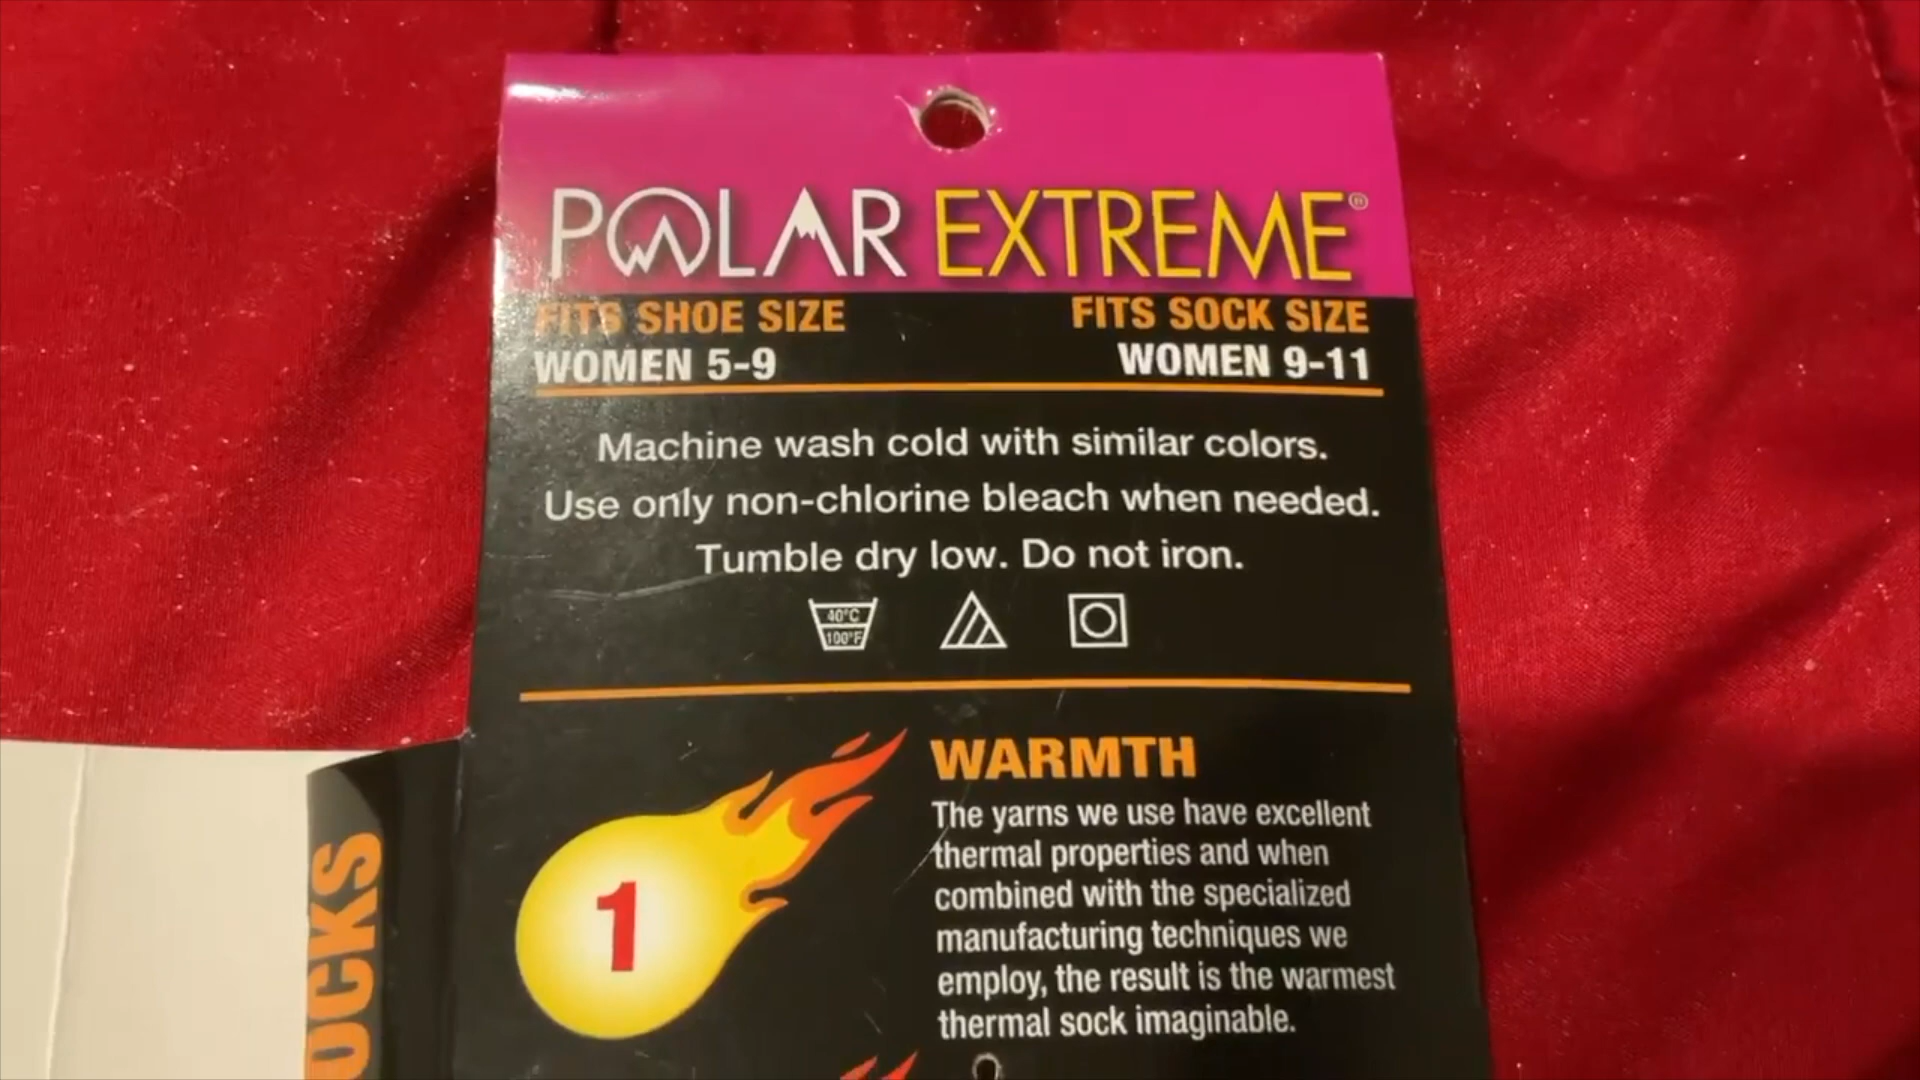 POLAR EXTREME®
FITS SHOE SIZE
WOMEN 5-9
FITS SOCK SIZE
WOMEN 9-11
Machine wash cold with similar colors.
Use only non-chlorine bleach when needed.
Tumble dry low. Do not iron.
40°C
100°F
1
WARMTH
The yarns we use have excellent
thermal properties and when
combined with the specialized
manufacturing techniques we
employ, the result is the warmest
thermal sock imaginable.
OCKS